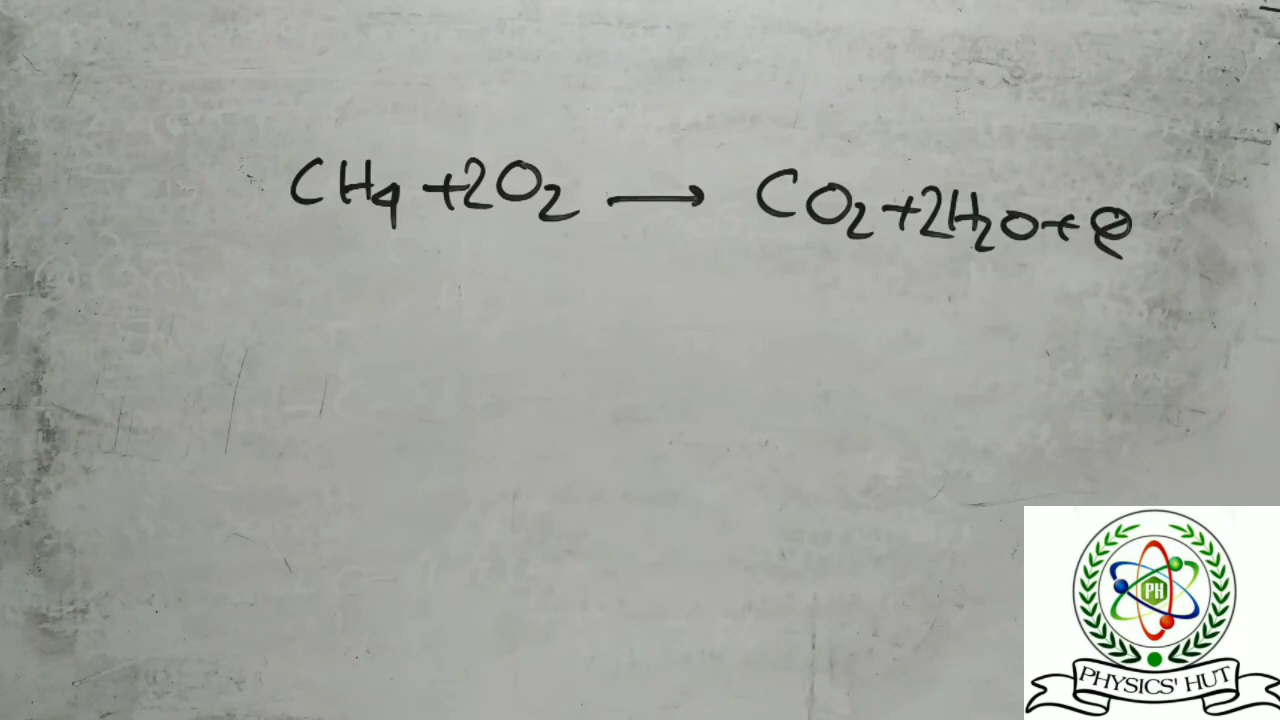 CH₄ + 2O₂ → CO₂ + 2H₂O + Q
PH
PHYSICS' HUT